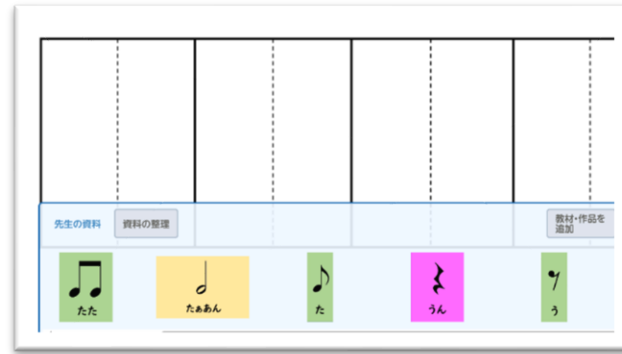 先生の資料
資料の整理
教材・作品を
追加
たた
たぁあん
た
うん
う